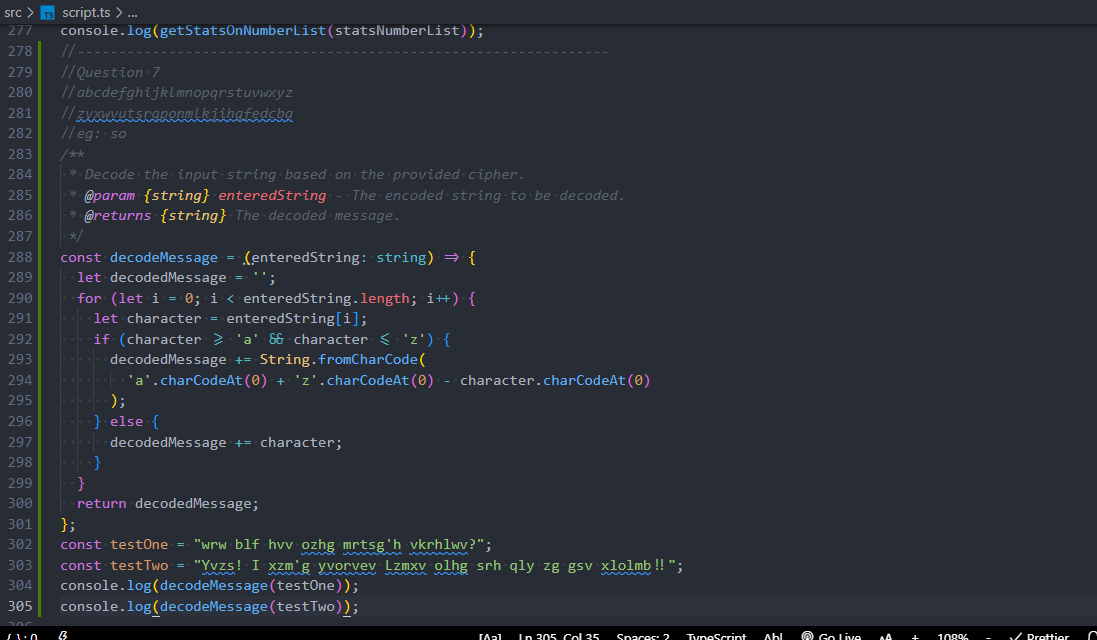 src > TS script.ts > ...
277 console.log(getStatsOnNumberList(statsNumberList));
278 //----------------------------------------------------------------
279 //Question 7
280 //abcdefghijklmnopqrstuvwxyz
281 //zyxwvutsrqponmlkjihgfedcba
282 //eg: so
283 /**
284  * Decode the input string based on the provided cipher.
285  * @param {string} enteredString - The encoded string to be decoded.
286  * @returns {string} The decoded message.
287  */
288 const decodeMessage = (enteredString: string) => {
289   let decodedMessage = '';
290   for (let i = 0; i < enteredString.length; i++) {
291     let character = enteredString[i];
292     if (character >= 'a' && character <= 'z') {
293       decodedMessage += String.fromCharCode(
294         'a'.charCodeAt(0) + 'z'.charCodeAt(0) - character.charCodeAt(0)
295       );
296     } else {
297       decodedMessage += character;
298     }
299   }
300   return decodedMessage;
301 };
302 const testOne = "wrw blf hvv ozhg mrtsg'h vkrhlwv?";
303 const testTwo = "Yvzs! I xzm'g yvorvev Lzmxv olhg srh qly zg gsv xlolmb!!";
304 console.log(decodeMessage(testOne));
305 console.log(decodeMessage(testTwo));
{ } : 0 [Aa] Ln 305, Col 35 Spaces: 2 TypeScript Abl Go Live AA + 108% - ✓ Prettier